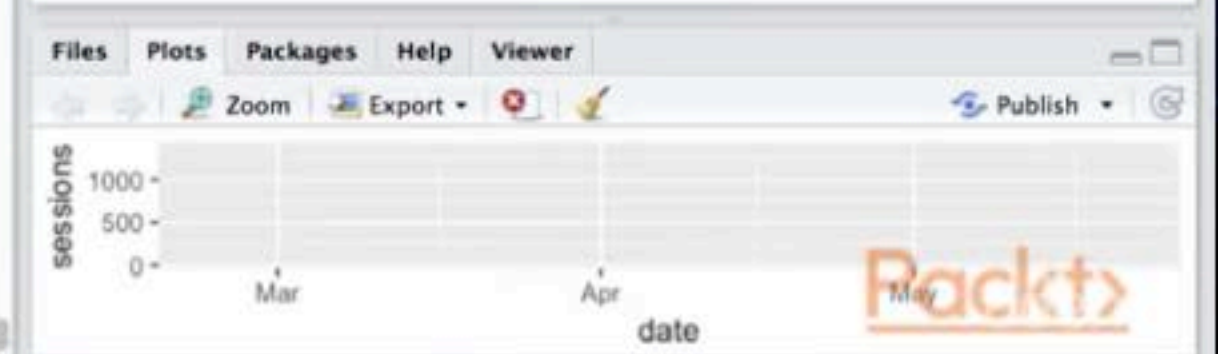 Files Plots Packages Help Viewer
Zoom Export Publish
sessions
1000
500
0
Mar Apr May
date
Packt>